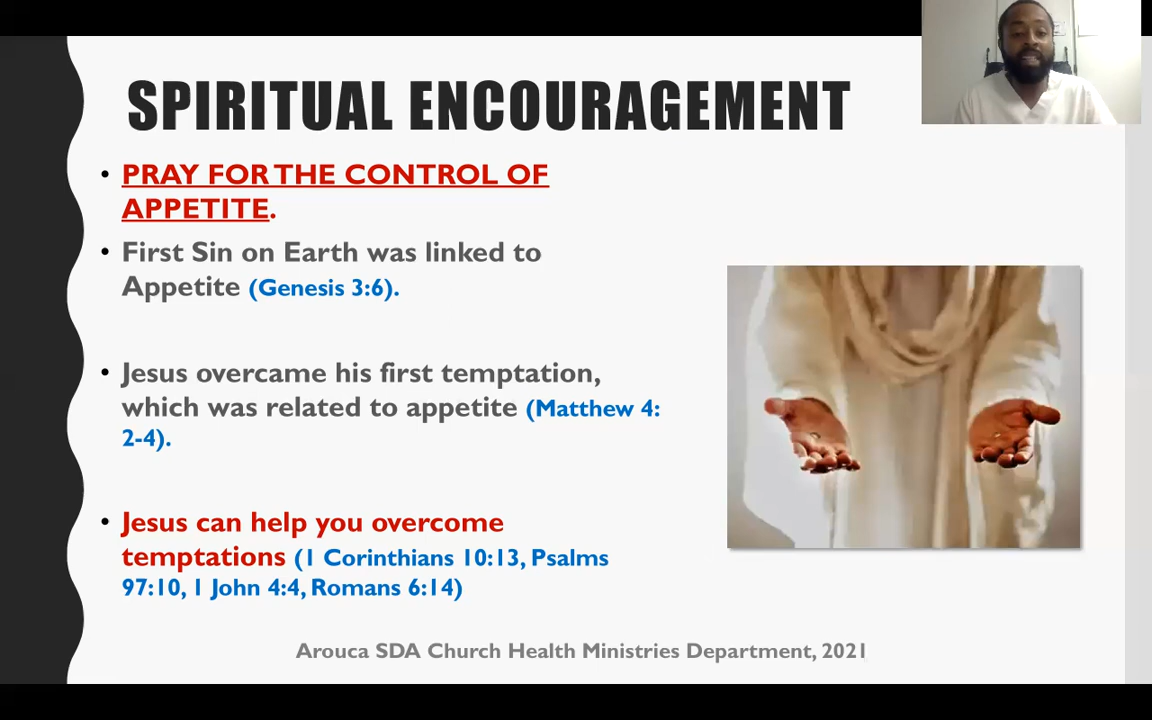 SPIRITUAL ENCOURAGEMENT
• PRAY FOR THE CONTROL OF
APPETITE.
• First Sin on Earth was linked to
Appetite (Genesis 3:6).
• Jesus overcame his first temptation,
which was related to appetite (Matthew 4:
2-4).
• Jesus can help you overcome
temptations (1 Corinthians 10:13, Psalms
97:10, 1 John 4:4, Romans 6:14)
Arouca SDA Church Health Ministries Department, 2021